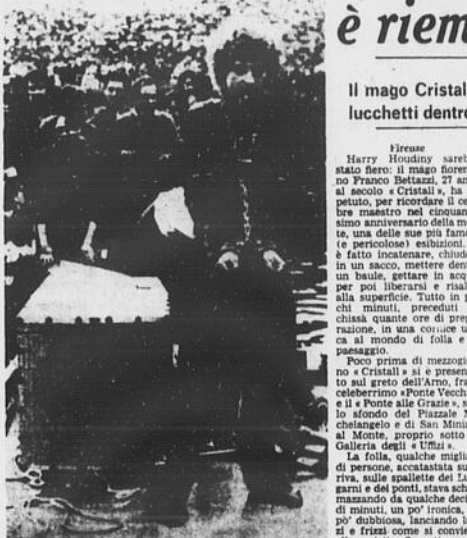 è riem
Il mago Cristal
lucchetti dentro
Firenze
Harry Houdiny sareb
stato fiero: il mago fioren
no Franco Bettazzi, 27 an
al secolo « Cristall », ha
petuto, per ricordare il ce
bre maestro nel cinquan
simo anniversario della mo
te, una delle sue più famo
(e pericolose) esibizioni.
è fatto incatenare, chiude
in un sacco, mettere den
un baule, gettare in acq
per poi liberarsi e risal
alla superficie. Tutto in p
chi minuti, preceduti
chissà quante ore di prep
razione, in una cornice u
ca al mondo di folla e
paesaggio.
Poco prima di mezzogi
no « Cristall » si è presen
to sul greto dell'Arno, fra
celeberrimo «Ponte Vecch
e il « Ponte alle Grazie », s
lo sfondo del Piazzale M
chelangelo e di San Mini
al Monte, proprio sotto
Galleria degli « Uffizi ».
La folla, qualche miglia
di persone, accatastata su
riva, sulle spallette dei Lu
garni e dei ponti, stava sch
mazzando da qualche deci
di minuti, un po' ironica,
pò' dubbiosa, lanciando l
zi e frizzi come si convie